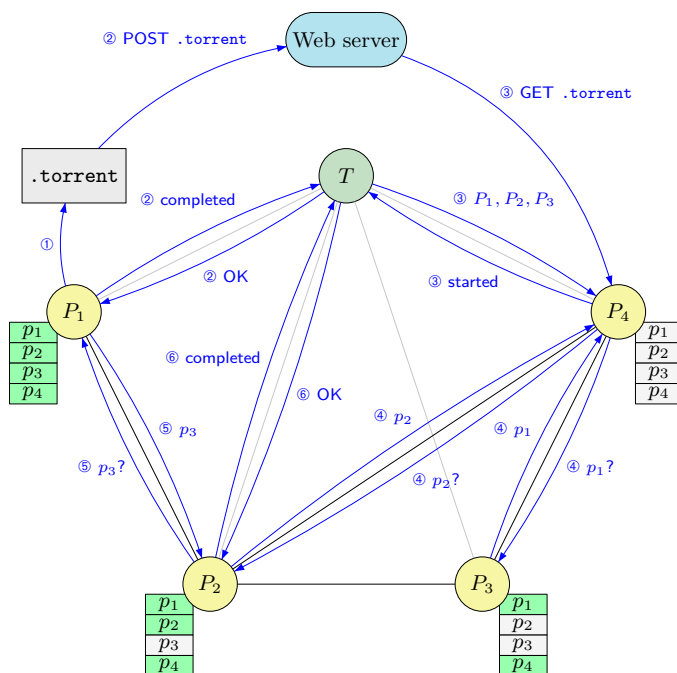 ② POST .torrent
Web server
③ GET .torrent
.torrent
T
② completed
③ P₁, P₂, P₃
①
② OK
③ started
P₁
P₄
p₁
p₂
p₃
p₄
p₁
p₂
p₃
p₄
⑥ completed
⑥ OK
④ p₂
④ p₁
⑤ p₃
⑤ p₃?
④ p₂?
④ p₁?
P₂
P₃
p₁
p₂
p₃
p₄
p₁
p₂
p₃
p₄